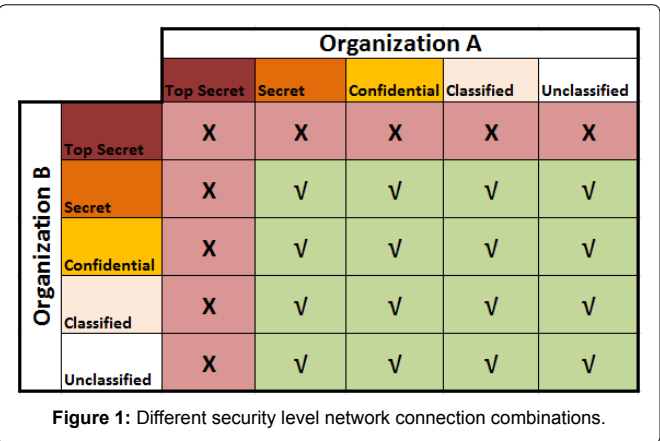 Organization A
Top Secret Secret Confidential Classified Unclassified
Organization B
Top Secret X X X X X
Secret X √ √ √ √
Confidential X √ √ √ √
Classified X √ √ √ √
Unclassified X √ √ √ √
Figure 1: Different security level network connection combinations.